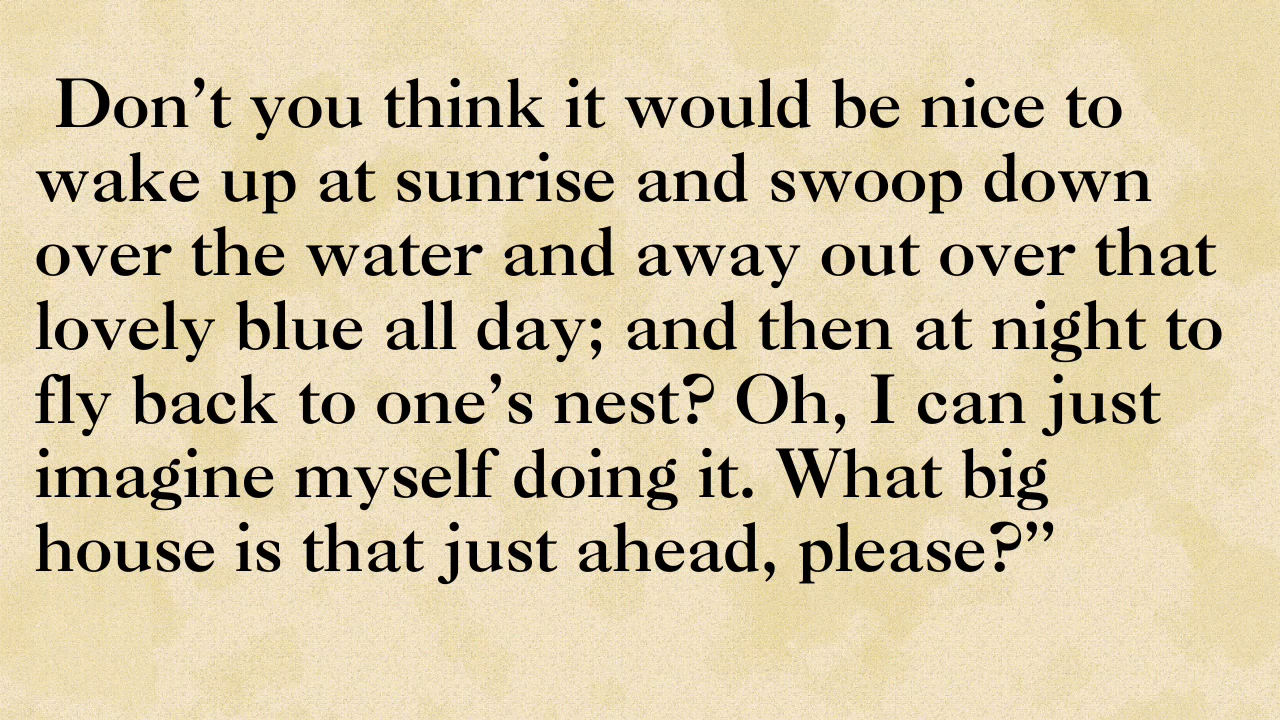 Don’t you think it would be nice to
wake up at sunrise and swoop down
over the water and away out over that
lovely blue all day; and then at night to
fly back to one’s nest? Oh, I can just
imagine myself doing it. What big
house is that just ahead, please?”